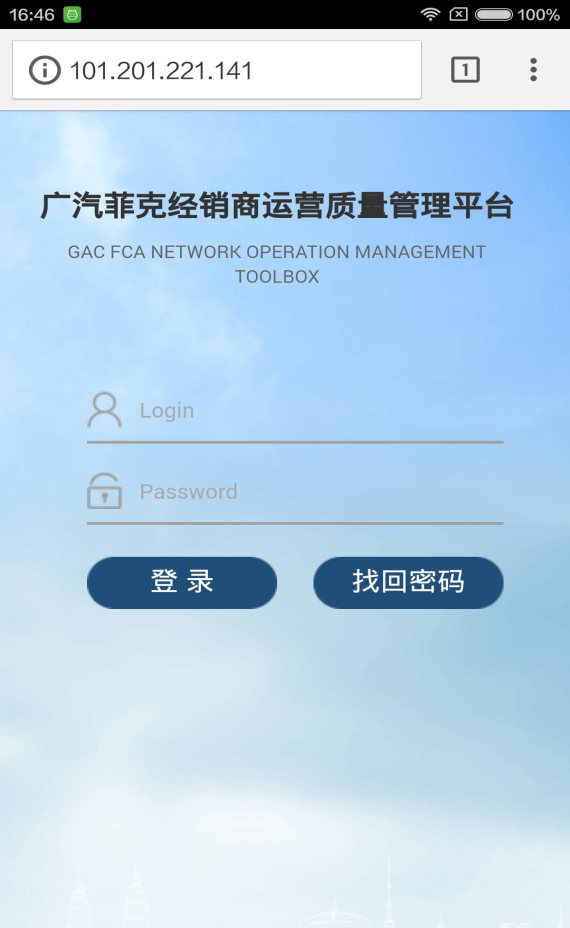 16:46
100%
101.201.221.141
1
广汽菲克经销商运营质量管理平台
GAC FCA NETWORK OPERATION MANAGEMENT
TOOLBOX
Login
Password
登 录
找回密码